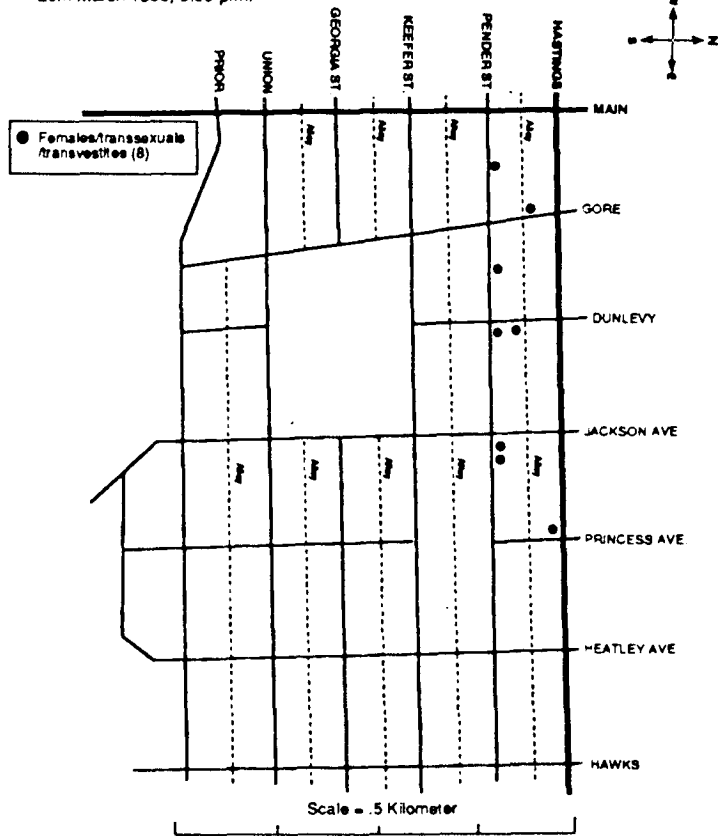 PRIOR
UNION
GEORGIA ST
KEEFER ST
PENDER ST
HASTINGS
MAIN
● Females/transsexuals
/transvestites (8)
Alley
Alley
Alley
Alley
GORE
DUNLEVY
JACKSON AVE
Alley
Alley
Alley
Alley
Alley
PRINCESS AVE.
HEATLEY AVE
HAWKS
Scale = .5 Kilometer